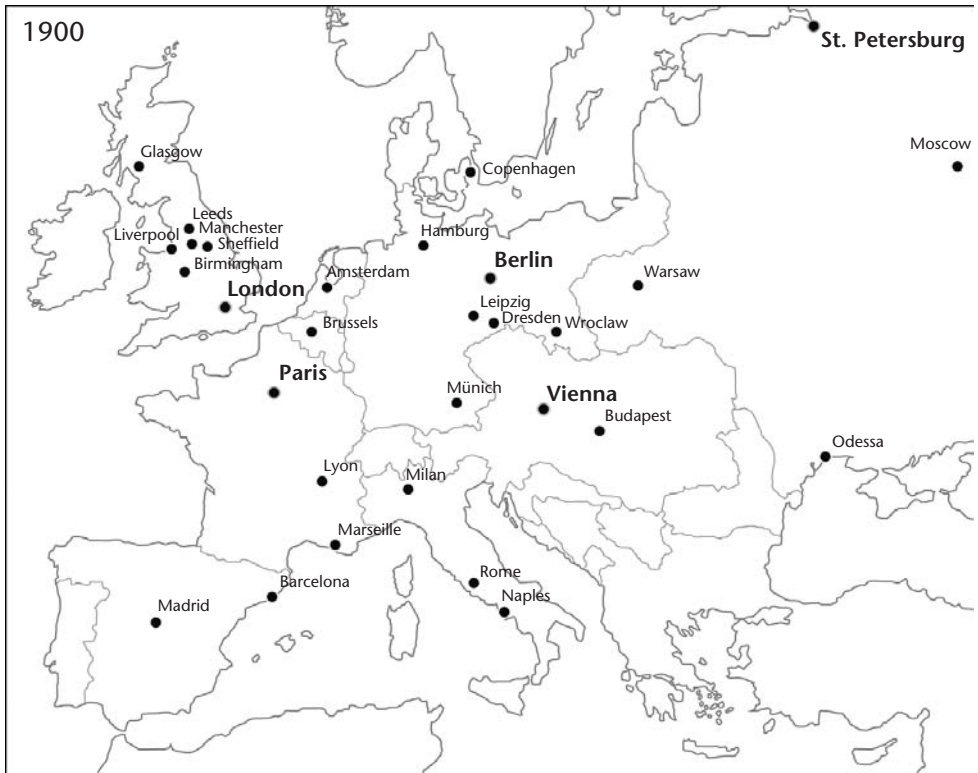 1900
St. Petersburg
Moscow
Glasgow
Copenhagen
Leeds
Manchester
Liverpool
Sheffield
Hamburg
Birmingham
Berlin
Amsterdam
Warsaw
London
Leipzig
Dresden
Brussels
Wroclaw
Paris
Münich
Vienna
Budapest
Odessa
Lyon
Milan
Marseille
Rome
Barcelona
Naples
Madrid